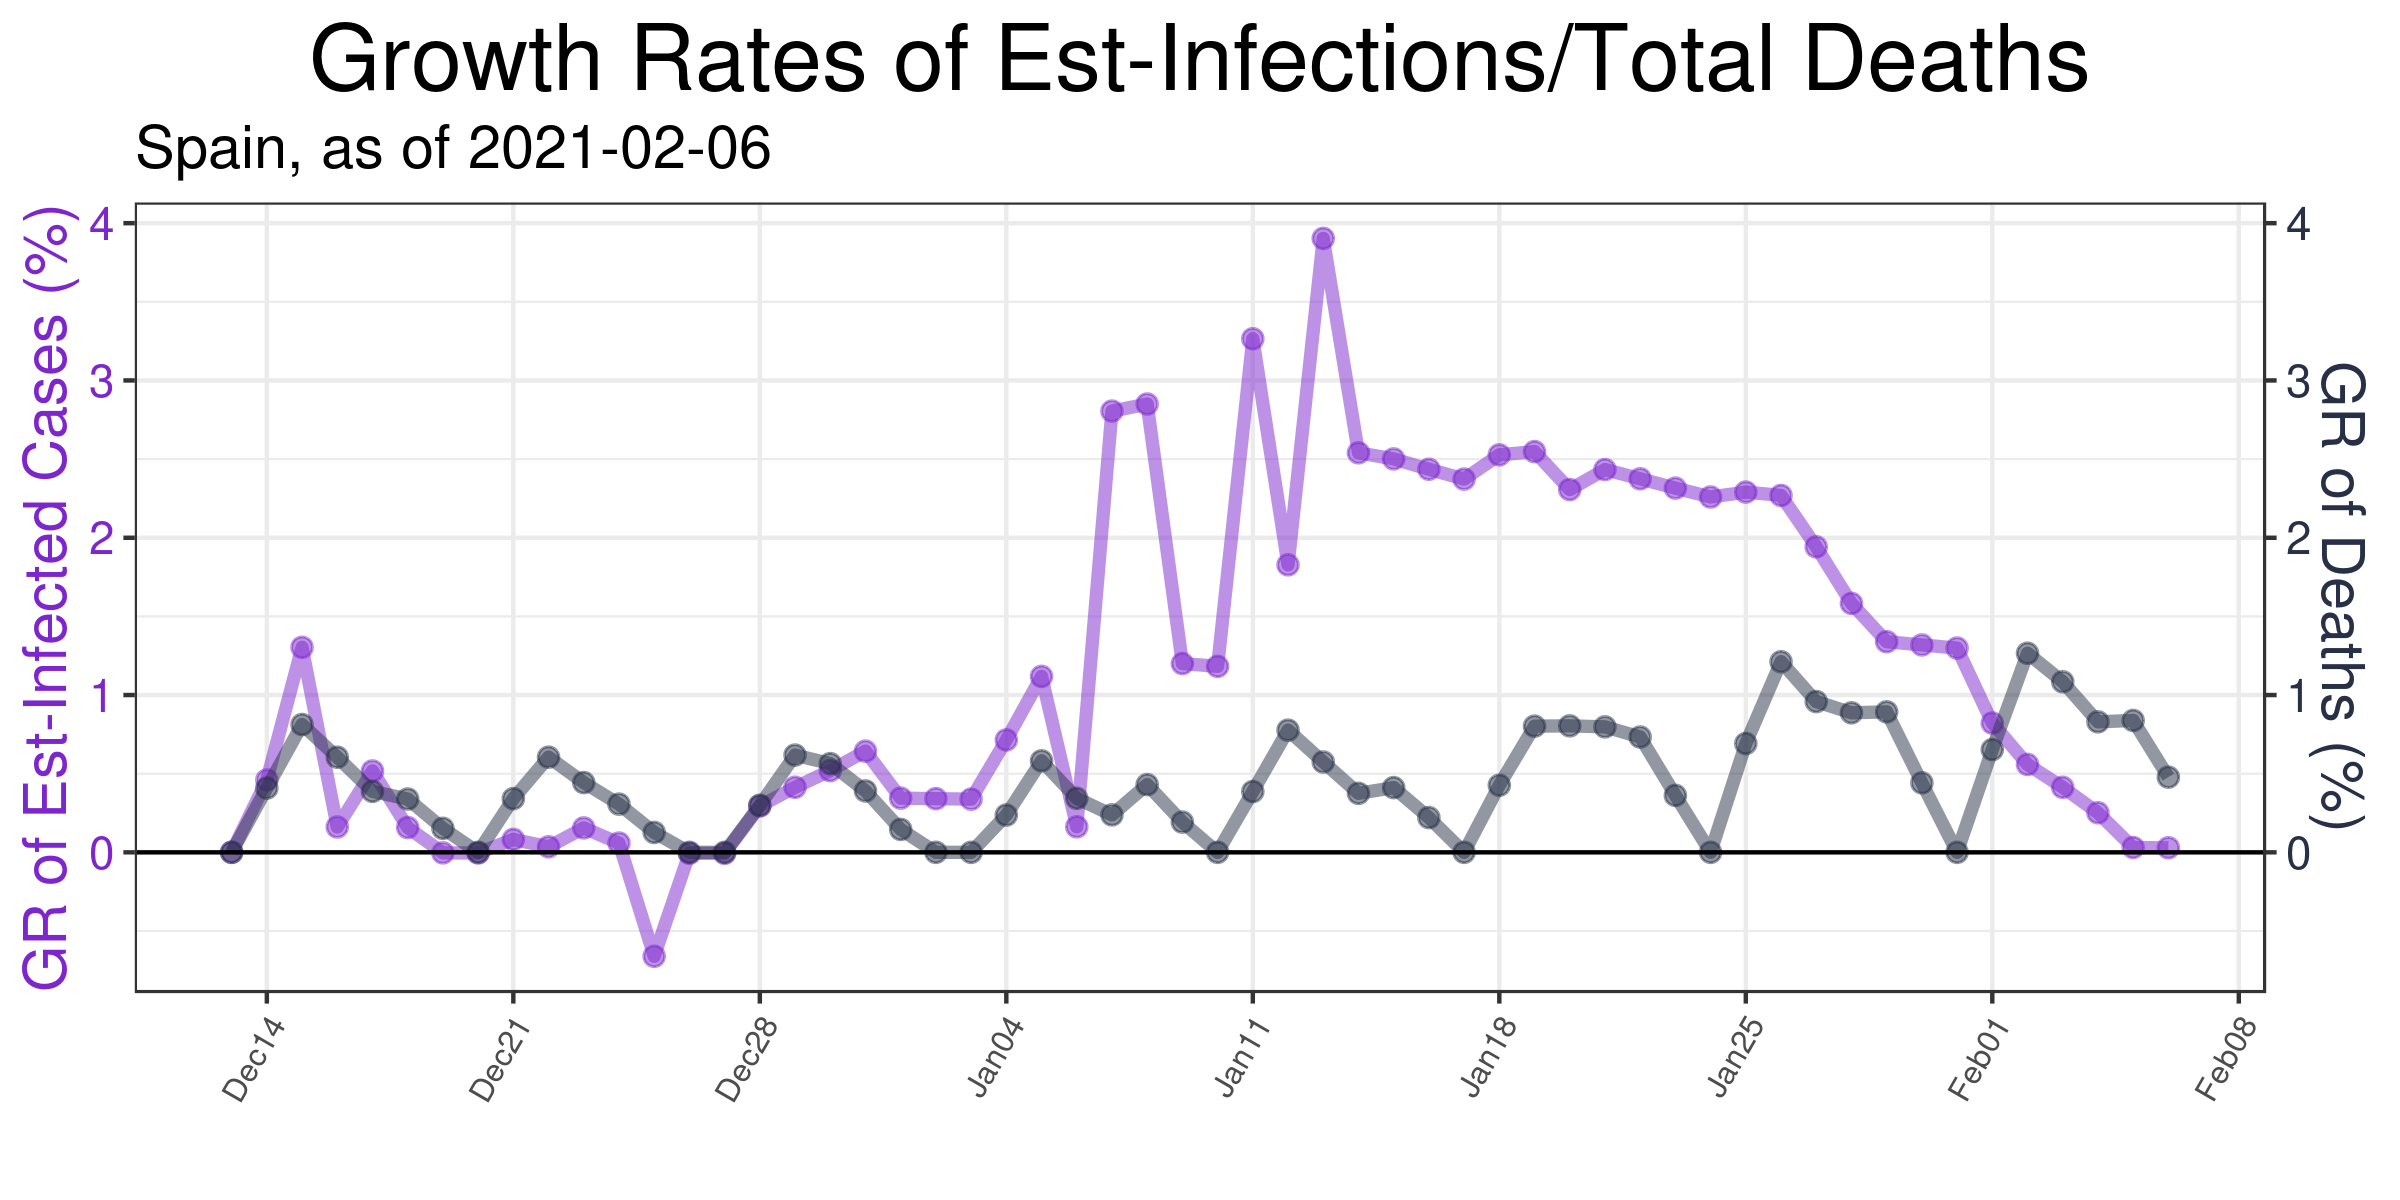 Growth Rates of Est-Infections/Total Deaths
Spain, as of 2021-02-06
GR of Est-Infected Cases (%)
4
3
2
1
0
4
3
2
1
0
GR of Deaths (%)
Dec14
Dec21
Dec28
Jan04
Jan11
Jan18
Jan25
Feb01
Feb08